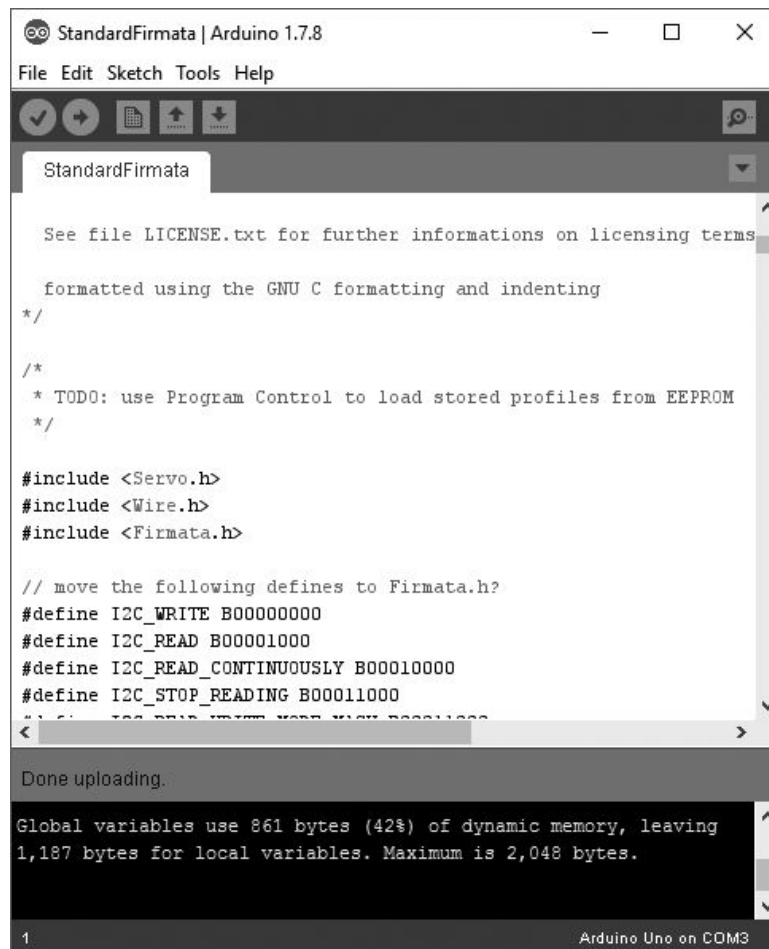 StandardFirmata | Arduino 1.7.8
File Edit Sketch Tools Help
StandardFirmata
See file LICENSE.txt for further informations on licensing terms
formatted using the GNU C formatting and indenting
*/
/*
* TODO: use Program Control to load stored profiles from EEPROM
*/
#include <Servo.h>
#include <Wire.h>
#include <Firmata.h>
// move the following defines to Firmata.h?
#define I2C_WRITE B00000000
#define I2C_READ B00001000
#define I2C_READ_CONTINUOUSLY B00010000
#define I2C_STOP_READING B00011000
Done uploading.
Global variables use 861 bytes (42%) of dynamic memory, leaving
1,187 bytes for local variables. Maximum is 2,048 bytes.
1
Arduino Uno on COM3